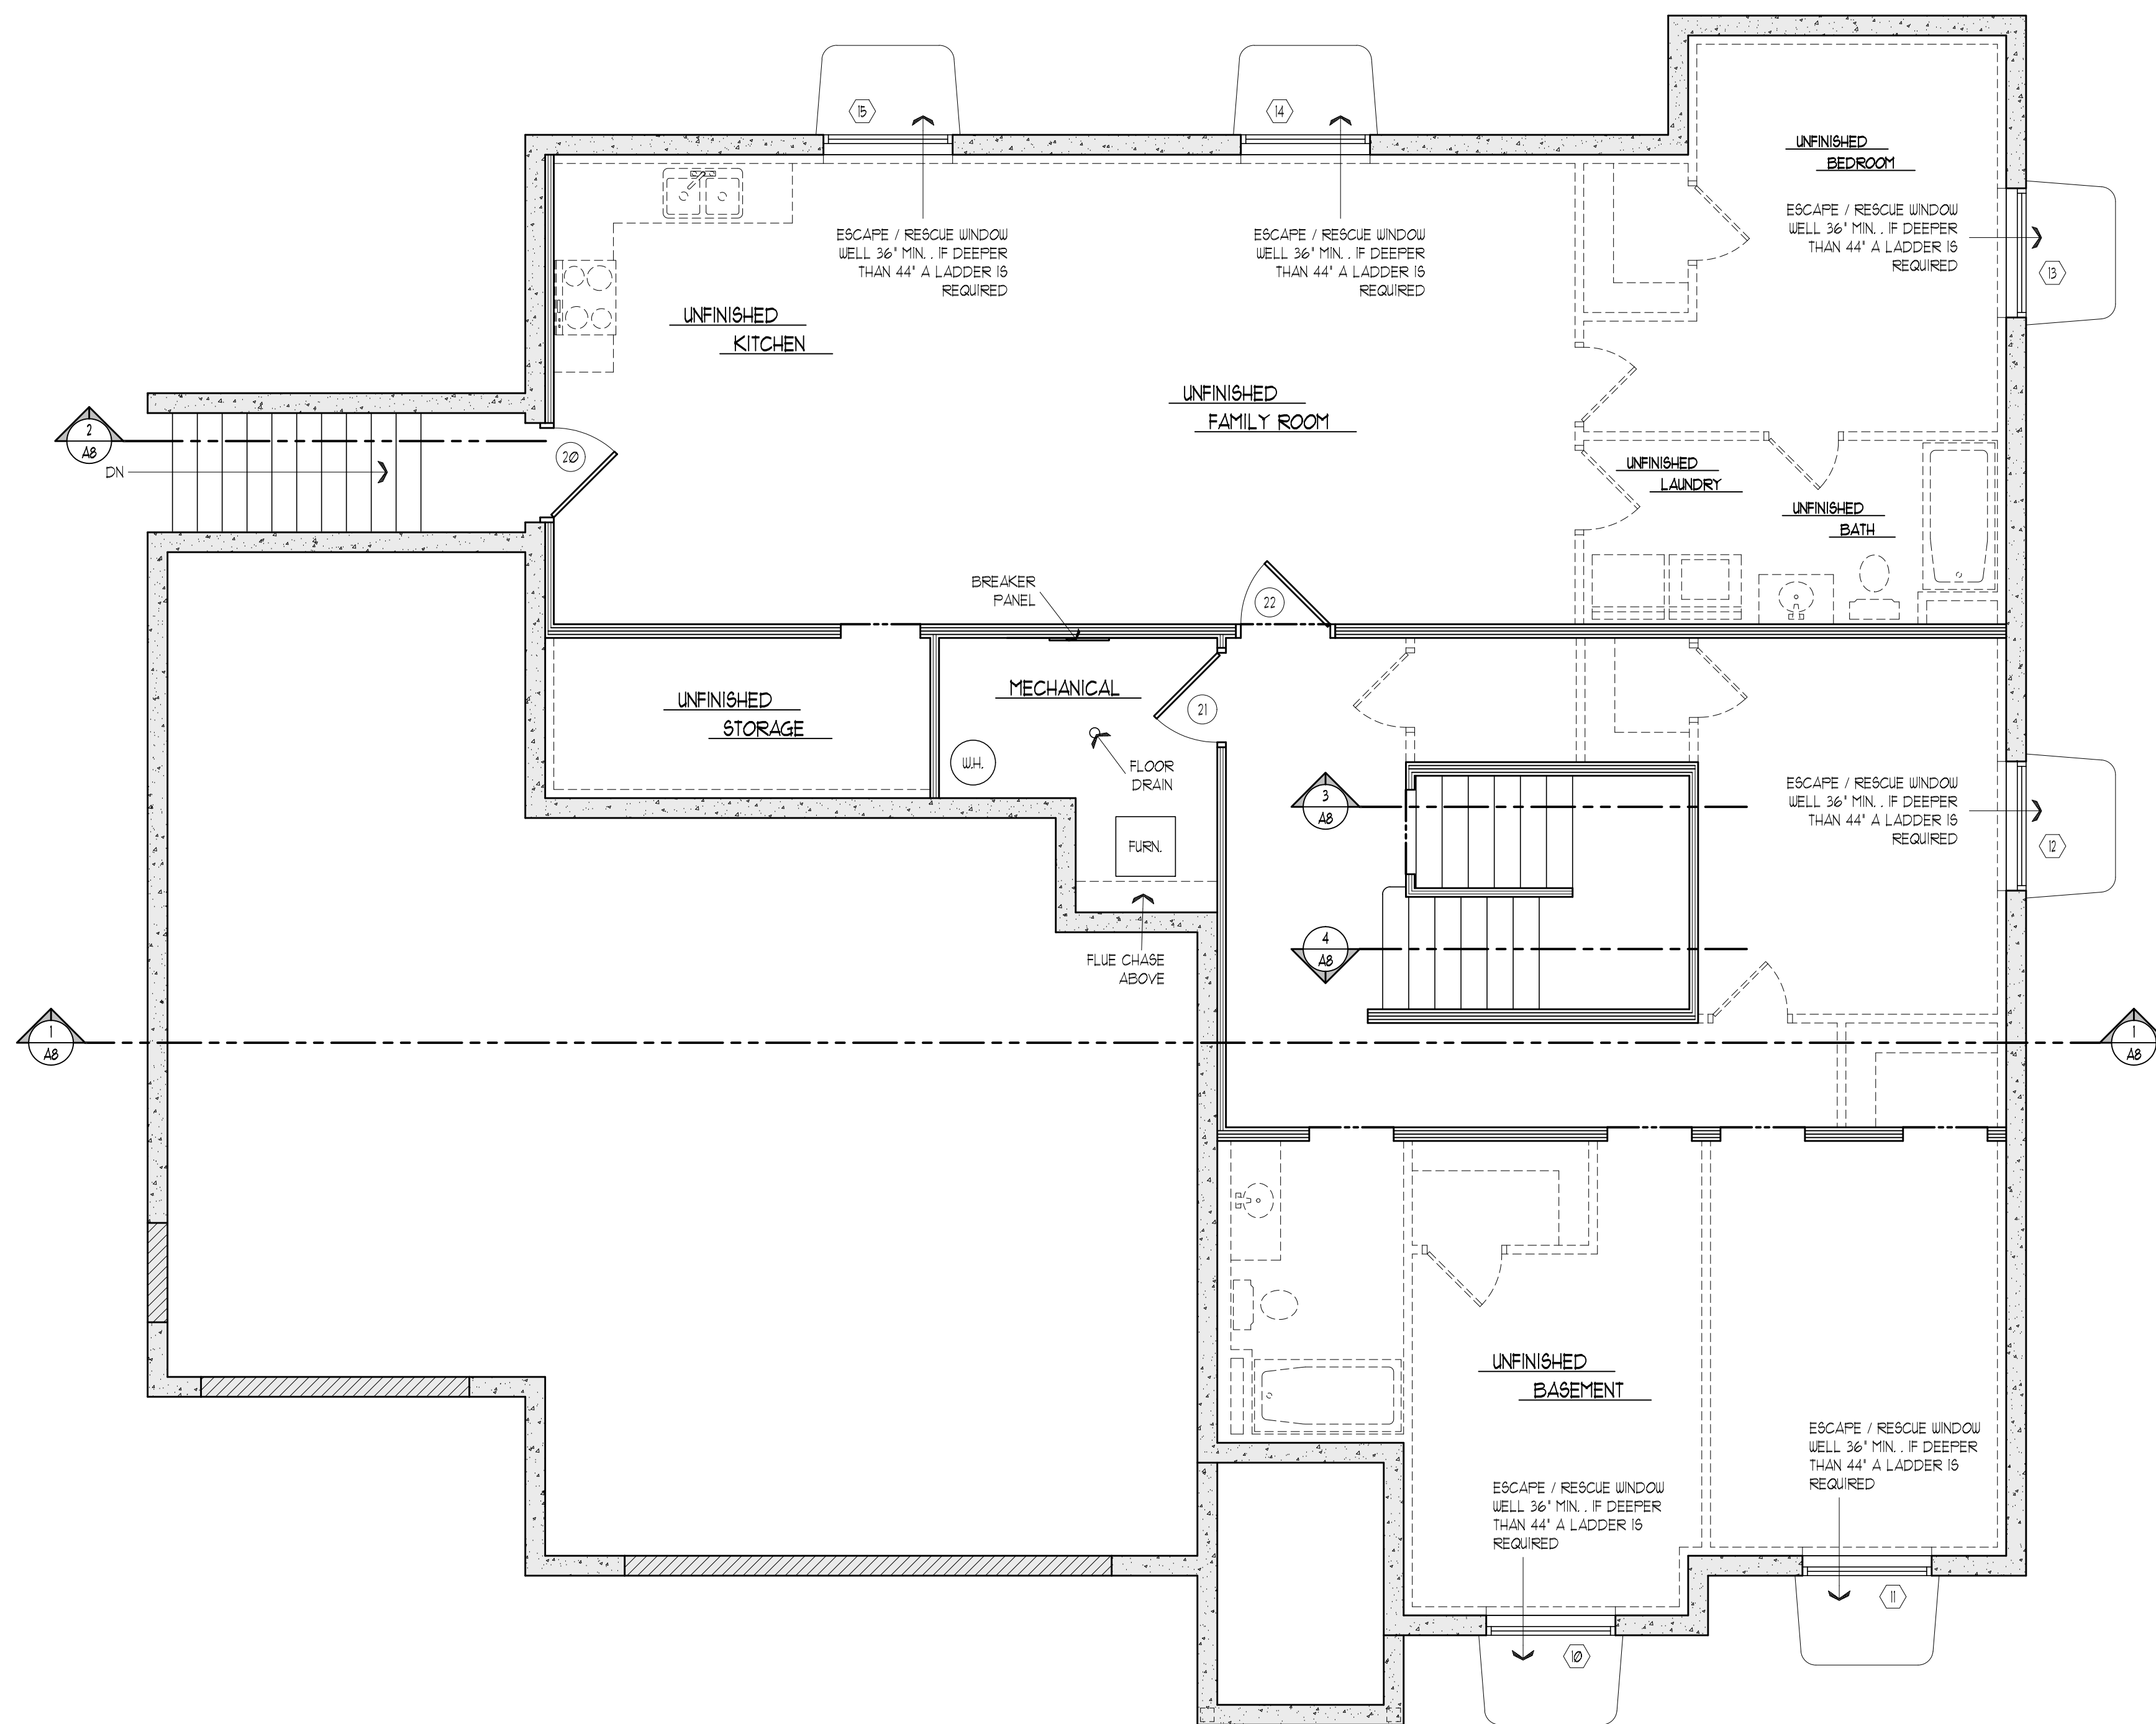 15
14
UNFINISHED
BEDROOM
ESCAPE / RESCUE WINDOW
WELL 36" MIN. . IF DEEPER
THAN 44" A LADDER IS
REQUIRED
ESCAPE / RESCUE WINDOW
WELL 36" MIN. . IF DEEPER
THAN 44" A LADDER IS
REQUIRED
ESCAPE / RESCUE WINDOW
WELL 36" MIN. . IF DEEPER
THAN 44" A LADDER IS
REQUIRED
13
UNFINISHED
KITCHEN
UNFINISHED
FAMILY ROOM
2
A8
DN
20
UNFINISHED
LAUNDRY
UNFINISHED
BATH
BREAKER
PANEL
22
UNFINISHED
STORAGE
MECHANICAL
21
W.H.
FLOOR
DRAIN
3
A8
ESCAPE / RESCUE WINDOW
WELL 36" MIN. . IF DEEPER
THAN 44" A LADDER IS
REQUIRED
12
FURN.
4
A8
FLUE CHASE
ABOVE
1
A8
1
A8
UNFINISHED
BASEMENT
ESCAPE / RESCUE WINDOW
WELL 36" MIN. . IF DEEPER
THAN 44" A LADDER IS
REQUIRED
ESCAPE / RESCUE WINDOW
WELL 36" MIN. . IF DEEPER
THAN 44" A LADDER IS
REQUIRED
11
10